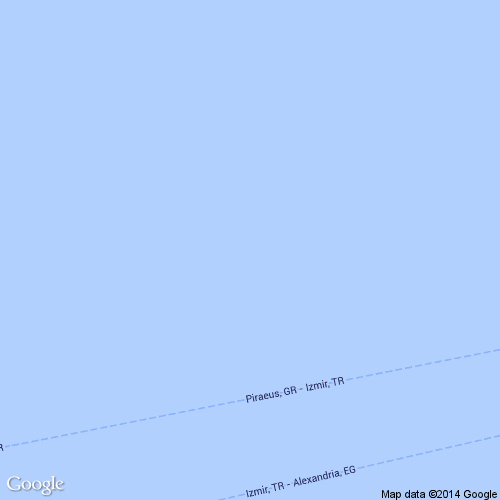 Piraeus, GR - Izmir, TR
R
Izmir, TR - Alexandria, EG
Google
Map data ©2014 Google